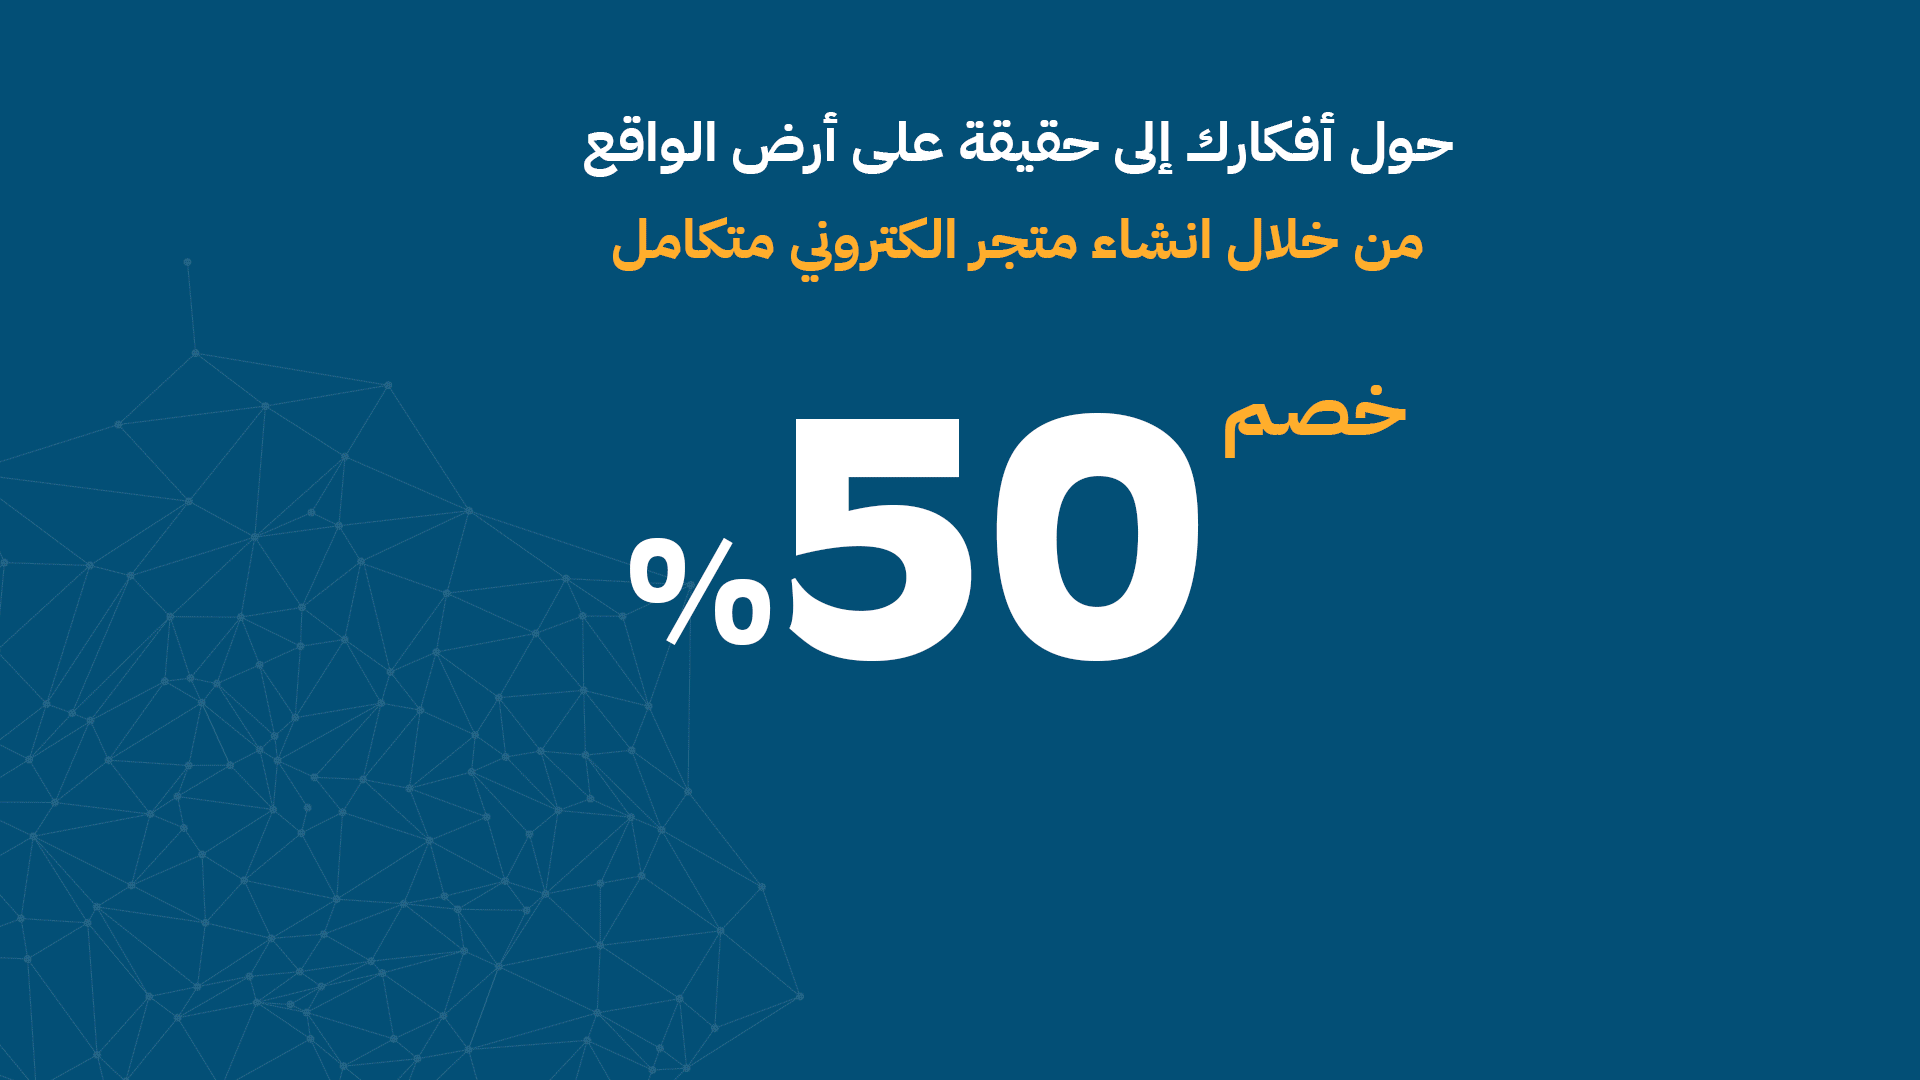 حول أفكارك إلى حقيقة على أرض الواقع
من خلال انشاء متجر الكتروني متكامل
خصم
50%